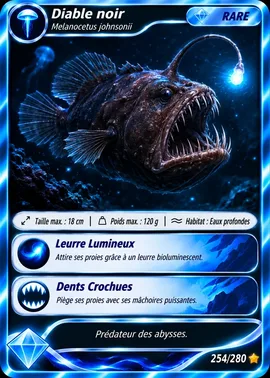 Diable noir
Melanocetus johnsonii
RARE
Taille max. : 18 cm | Poids max. : 120 g | Habitat : Eaux profondes
Leurre Lumineux
Attire ses proies grâce à un leurre bioluminescent.
Dents Crochues
Piège ses proies avec ses mâchoires puissantes.
Prédateur des abysses.
254/280